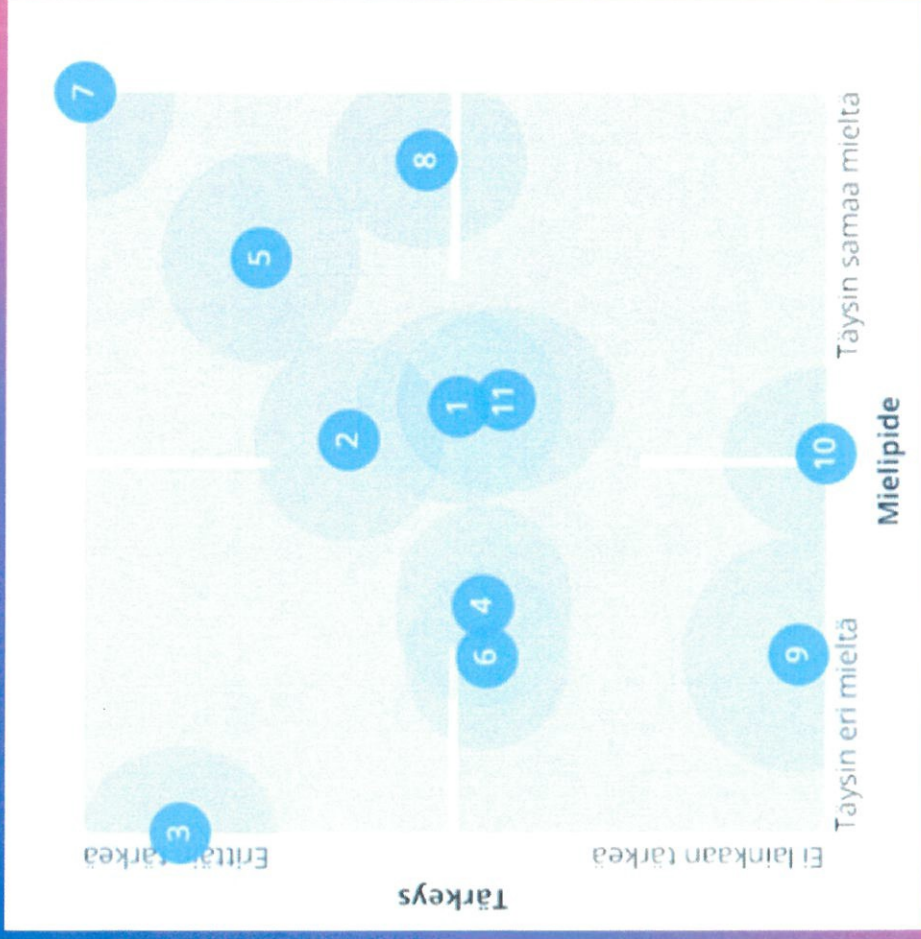 7
3
Erittäin tärkeä
5
2
8
1
4
6
11
Tärkeys
Ei lainkaan tärkeä
9
10
Täysin eri mieltä
Täysin samaa mieltä
Mielipide